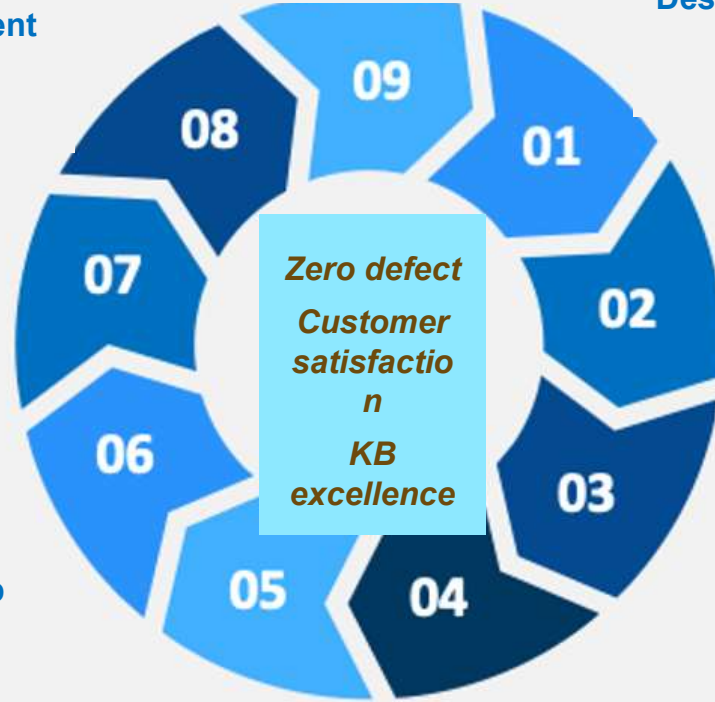 ent
Des
09
08
01
07
02
Zero defect
Customer
satisfactio
n
KB
excellence
06
03
05
04